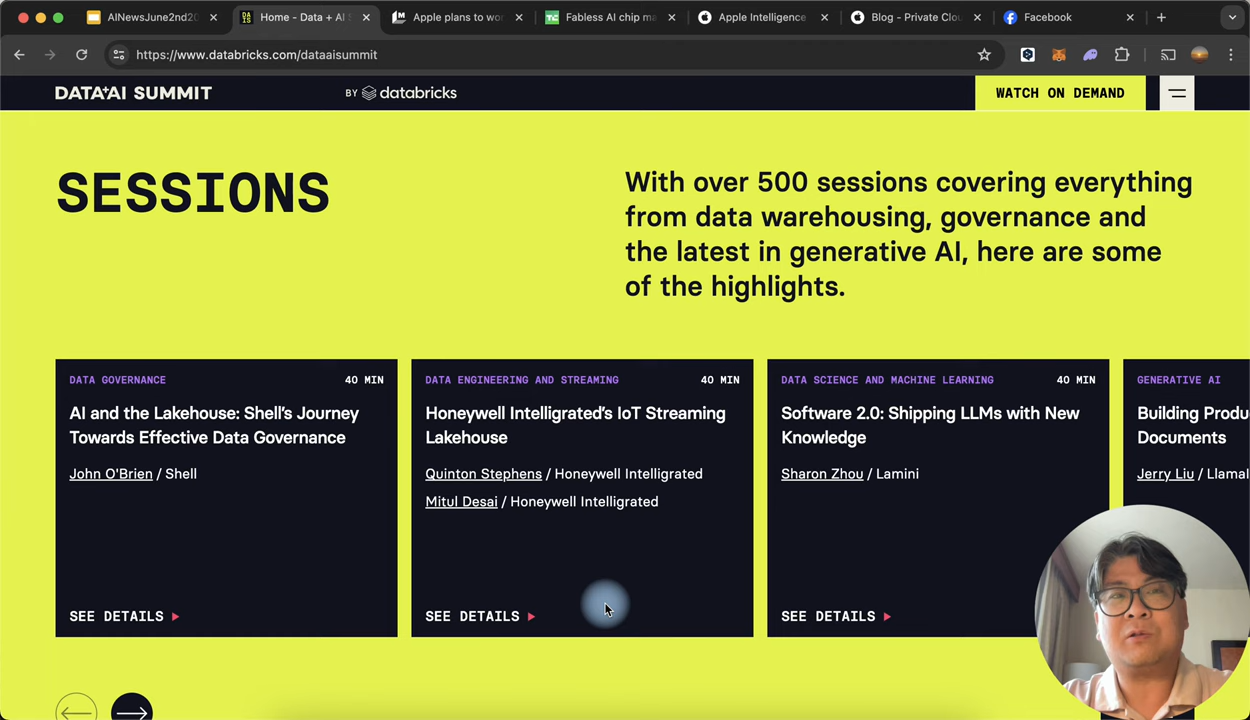 AINewsJune2nd20
Home - Data + AI S
Apple plans to wor
Fabless AI chip ma
Apple Intelligence
Blog - Private Clou
Facebook
https://www.databricks.com/dataaisummit
DATA+AI SUMMIT
BY databricks
WATCH ON DEMAND
SESSIONS
With over 500 sessions covering everything
from data warehousing, governance and
the latest in generative AI, here are some
of the highlights.
DATA GOVERNANCE 40 MIN
AI and the Lakehouse: Shell's Journey
Towards Effective Data Governance
John O'Brien / Shell
SEE DETAILS
DATA ENGINEERING AND STREAMING 40 MIN
Honeywell Intelligrated's IoT Streaming
Lakehouse
Quinton Stephens / Honeywell Intelligrated
Mitul Desai / Honeywell Intelligrated
SEE DETAILS
DATA SCIENCE AND MACHINE LEARNING 40 MIN
Software 2.0: Shipping LLMs with New
Knowledge
Sharon Zhou / Lamini
SEE DETAILS
GENERATIVE AI
Building Produ
Documents
Jerry Liu / Llamal